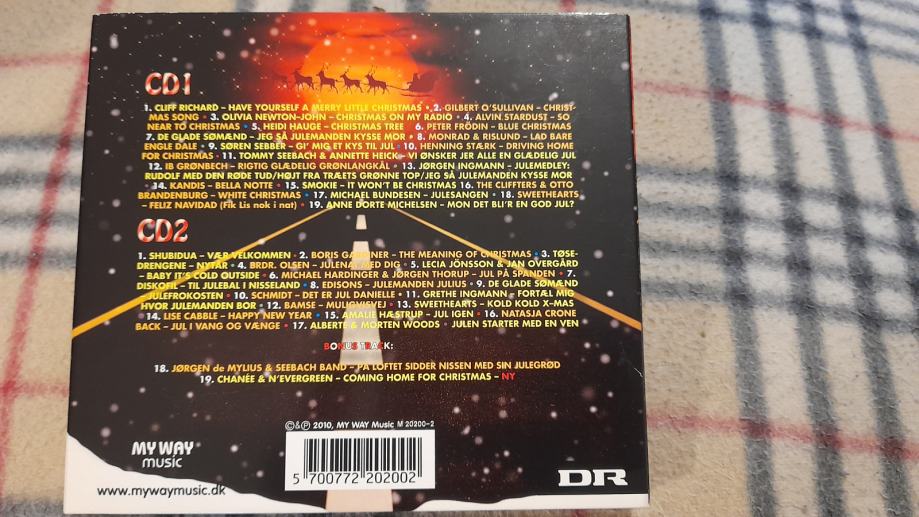 CD1
1. CLIFF RICHARD – HAVE YOURSELF A MERRY LITTLE CHRISTMAS • 2. GILBERT O'SULLIVAN – CHRIST-
MAS SONG • 3. OLIVIA NEWTON-JOHN – CHRISTMAS ON MY RADIO • 4. ALVIN STARDUST – SO
NEAR TO CHRISTMAS • 5. HEIDI HAUGE – CHRISTMAS TREE 6. PETER FRÖDIN – BLUE CHRISTMAS
7. DE GLADE SØMÆND – JEG SÅ JULEMANDEN KYSSE MOR • 8. MONRAD & RISLUND – LAD BARE
ENGLE DALE • 9. SØREN SEBBER – GI' MIG ET KYS TIL JUL • 10. HENNING STÆRK – DRIVING HOME
FOR CHRISTMAS • 11. TOMMY SEEBACH & ANNETTE HEICK – VI ØNSKER JER ALLE EN GLÆDELIG JUL
12. IB GRØNBECH – RIGTIG GLÆDELIG GRØNLANGKÅL • 13. JØRGEN INGMANN – JULEMEDLEY:
RUDOLF MED DEN RØDE TUD/HØJT FRA TRÆETS GRØNNE TOP/JEG SÅ JULEMANDEN KYSSE MOR
• 14. KANDIS – BELLA NOTTE • 15. SMOKIE – IT WON'T BE CHRISTMAS 16. THE CLIFFTERS & OTTO
BRANDENBURG – WHITE CHRISTMAS • 17. MICHAEL BUNDESEN – JULESANGEN • 18. SWEETHEARTS
– FELIZ NAVIDAD (Fik Lis nok i nat) • 19. ANNE DORTE MICHELSEN – MON DET BLI'R EN GOD JUL?
CD2
1. SHUBIDUA – VÆR VELKOMMEN • 2. BORIS GARDINER – THE MEANING OF CHRISTMAS • 3. TØSE-
DRENGENE – NYTÅR • 4. BRDR. OLSEN – JULENAT MED DIG • 5. LECIA JÖNSSON & JAN OVERGÅRD
– BABY IT'S COLD OUTSIDE • 6. MICHAEL HARDINGER & JØRGEN THORUP – JUL PÅ SPANDEN • 7.
DISKOFIL – TIL JULEBAL I NISSELAND • 8. EDISONS – JULEMANDEN JULIUS • 9. DE GLADE SØMÆND
– JULEFROKOSTEN • 10. SCHMIDT – DET ER JUL DANIELLE • 11. GRETHE INGMANN – FORTÆL MIG
HVOR JULEMANDEN BOR • 12. BAMSE – MULIGVISVEJ • 13. SWEETHEARTS – KOLD KOLD X-MAS
14. LISE CABBLE – HAPPY NEW YEAR • 15. AMALIE HÆSTRUP – JUL IGEN • 16. NATASJA CRONE
BACK – JUL I VANG OG VÆNGE • 17. ALBERTE & MORTEN WOODS – JULEN STARTER MED EN VEN
BONUS TRACK:
18. JØRGEN de MYLIUS & SEEBACH BAND – PÅ LOFTET SIDDER NISSEN MED SIN JULEGRØD
19. CHANÉE & N'EVERGREEN – COMING HOME FOR CHRISTMAS – NY
©&℗ 2010, MY WAY Music M 20200-2
MY WAY
music
www.mywaymusic.dk
5 700772 202002
DR